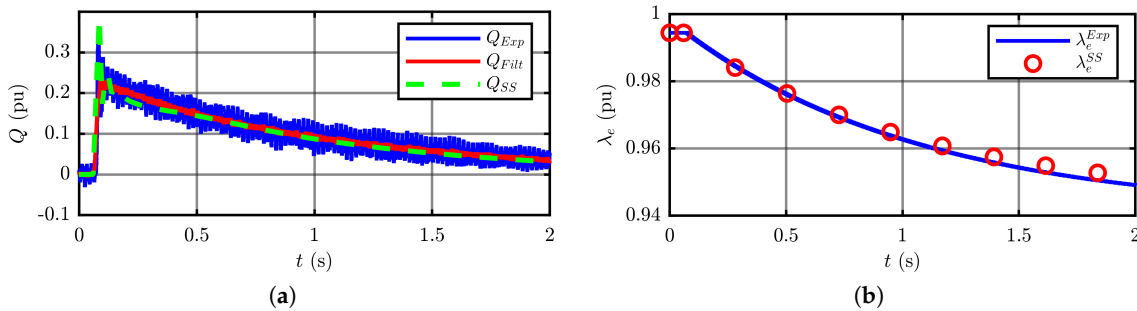 0.3
0.2
0.1
0
-0.1
Q (pu)
0
0.5
1
1.5
2
t (s)
Q_Exp
Q_Filt
Q_SS
(a)
1
0.98
0.96
0.94
λ_e (pu)
0
0.5
1
1.5
2
t (s)
λ_e^Exp
λ_e^SS
(b)